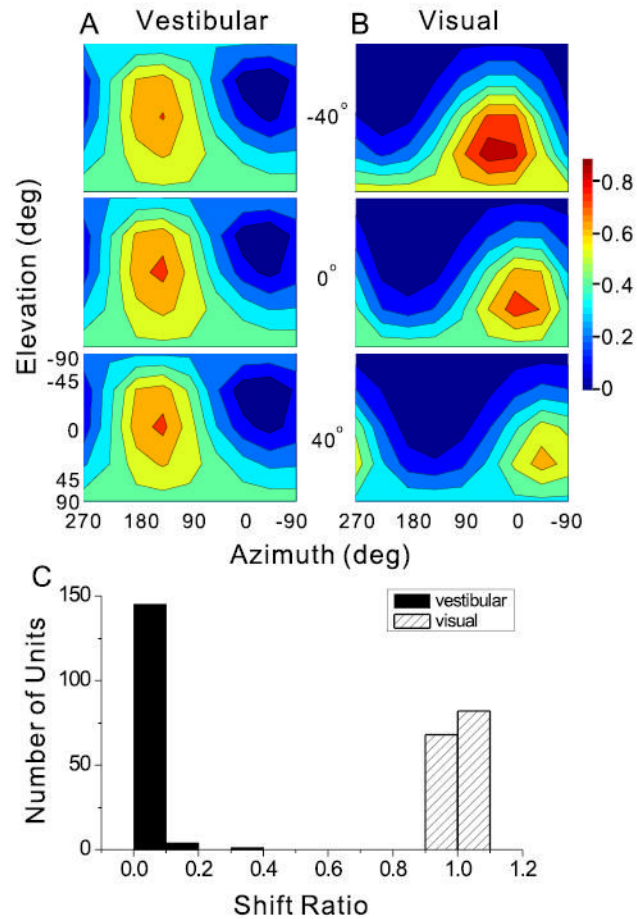 A Vestibular
B Visual
-40°
0°
40°
0.8
0.6
0.4
0.2
0
Elevation (deg)
-90
-45
0
45
90
270 180 90 0 -90
270 180 90 0 -90
Azimuth (deg)
C
vestibular
visual
150
100
50
0
Number of Units
0.0 0.2 0.4 0.6 0.8 1.0 1.2
Shift Ratio